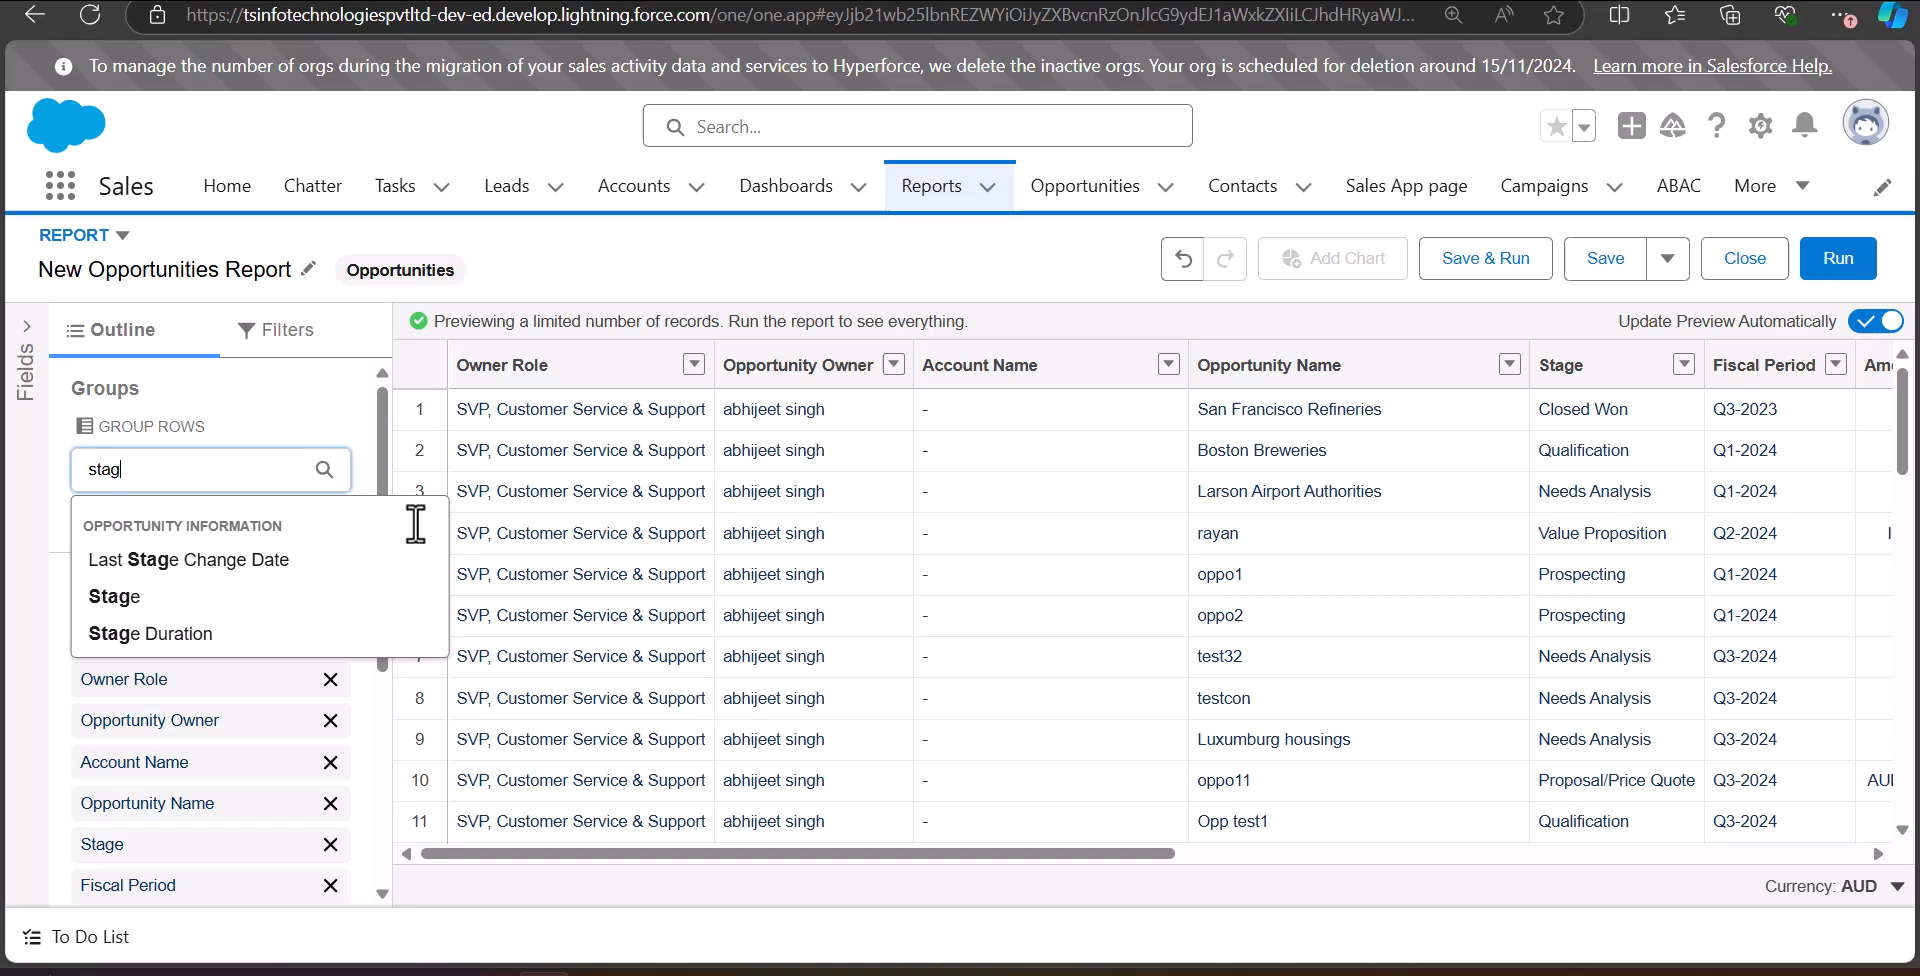 https://tsinfotechnologiespvtltd-dev-ed.develop.lightning.force.com/one/one.app#eyJjb21wb25lbnREZWYiOiJyZXBvcnRzOnJlcG9ydEJ1aWxkZXIiLCJhdHRyaWJ...
To manage the number of orgs during the migration of your sales activity data and services to Hyperforce, we delete the inactive orgs. Your org is scheduled for deletion around 15/11/2024. Learn more in Salesforce Help.
Search...
Sales Home Chatter Tasks Leads Accounts Dashboards Reports Opportunities Contacts Sales App page Campaigns ABAC More
REPORT
New Opportunities Report Opportunities
Add Chart Save & Run Save Close Run
Fields
Outline Filters
Groups
GROUP ROWS
stag
OPPORTUNITY INFORMATION
Last Stage Change Date
Stage
Stage Duration
Owner Role
Opportunity Owner
Account Name
Opportunity Name
Stage
Fiscal Period
Previewing a limited number of records. Run the report to see everything. Update Preview Automatically
Owner Role Opportunity Owner Account Name Opportunity Name Stage Fiscal Period Am
1 SVP, Customer Service & Support abhijeet singh - San Francisco Refineries Closed Won Q3-2023
2 SVP, Customer Service & Support abhijeet singh - Boston Breweries Qualification Q1-2024
3 SVP, Customer Service & Support abhijeet singh - Larson Airport Authorities Needs Analysis Q1-2024
SVP, Customer Service & Support abhijeet singh - rayan Value Proposition Q2-2024
SVP, Customer Service & Support abhijeet singh - oppo1 Prospecting Q1-2024
SVP, Customer Service & Support abhijeet singh - oppo2 Prospecting Q1-2024
SVP, Customer Service & Support abhijeet singh - test32 Needs Analysis Q3-2024
8 SVP, Customer Service & Support abhijeet singh - testcon Needs Analysis Q3-2024
9 SVP, Customer Service & Support abhijeet singh - Luxumburg housings Needs Analysis Q3-2024
10 SVP, Customer Service & Support abhijeet singh - oppo11 Proposal/Price Quote Q3-2024 AU
11 SVP, Customer Service & Support abhijeet singh - Opp test1 Qualification Q3-2024
Currency: AUD
To Do List